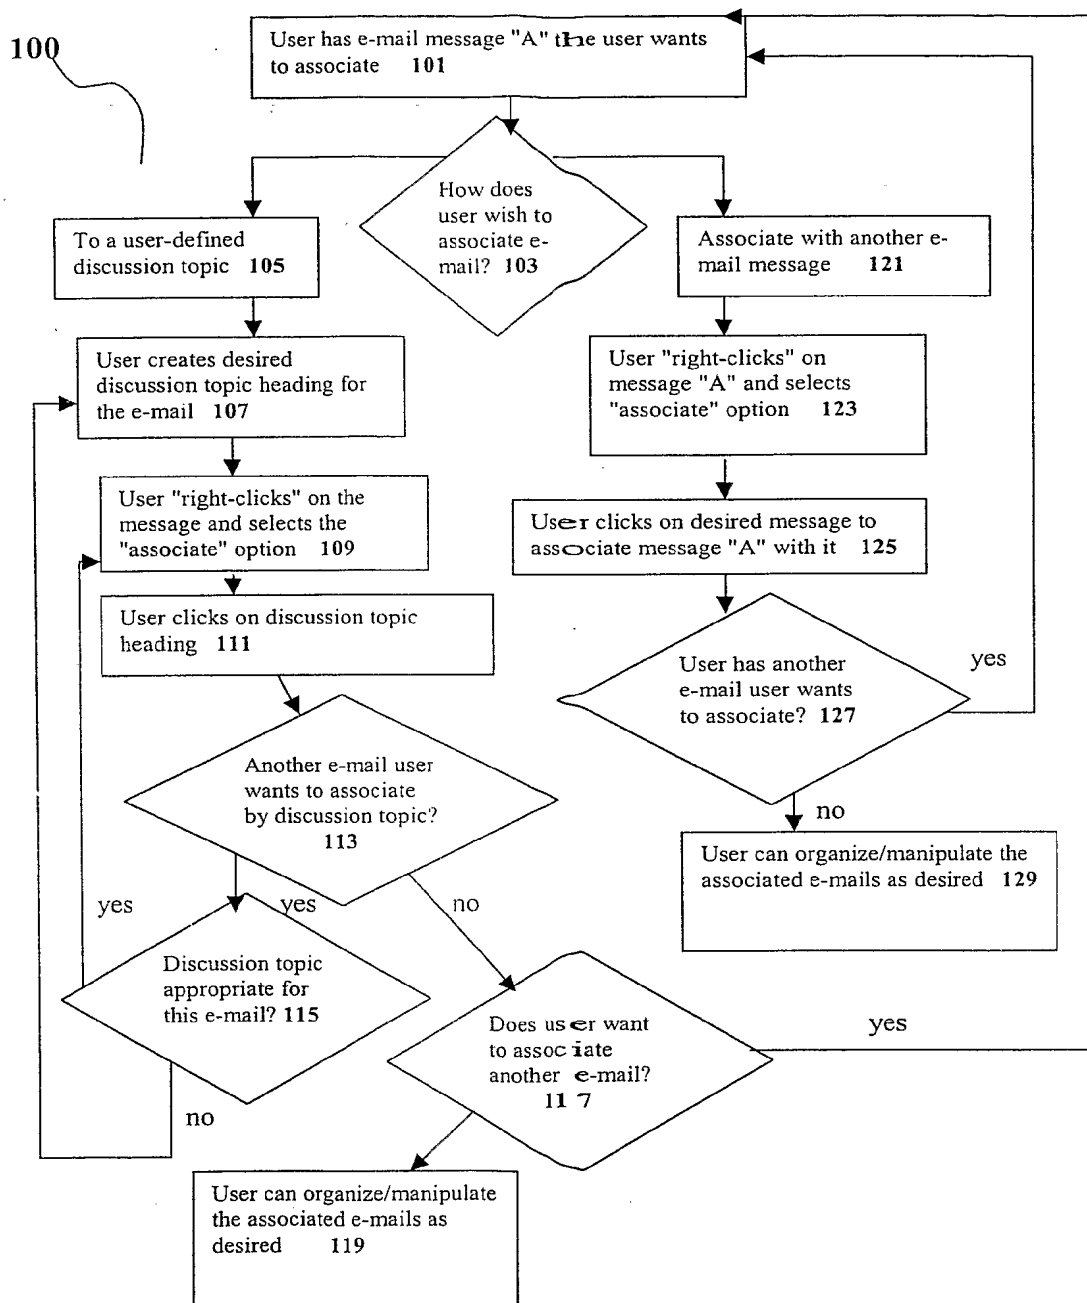 100
User has e-mail message "A" the user wants
to associate 101
How does
user wish to
associate e-
mail? 103
To a user-defined
discussion topic 105
Associate with another e-
mail message 121
User creates desired
discussion topic heading for
the e-mail 107
User "right-clicks" on
message "A" and selects
"associate" option 123
User "right-clicks" on the
message and selects the
"associate" option 109
User clicks on desired message to
associate message "A" with it 125
User clicks on discussion topic
heading 111
User has another
e-mail user wants
to associate? 127
yes
Another e-mail user
wants to associate
by discussion topic?
113
no
User can organize/manipulate the
associated e-mails as desired 129
yes
yes
no
Discussion topic
appropriate for
this e-mail? 115
no
Does user want
to associate
another e-mail?
117
yes
User can organize/manipulate
the associated e-mails as
desired 119